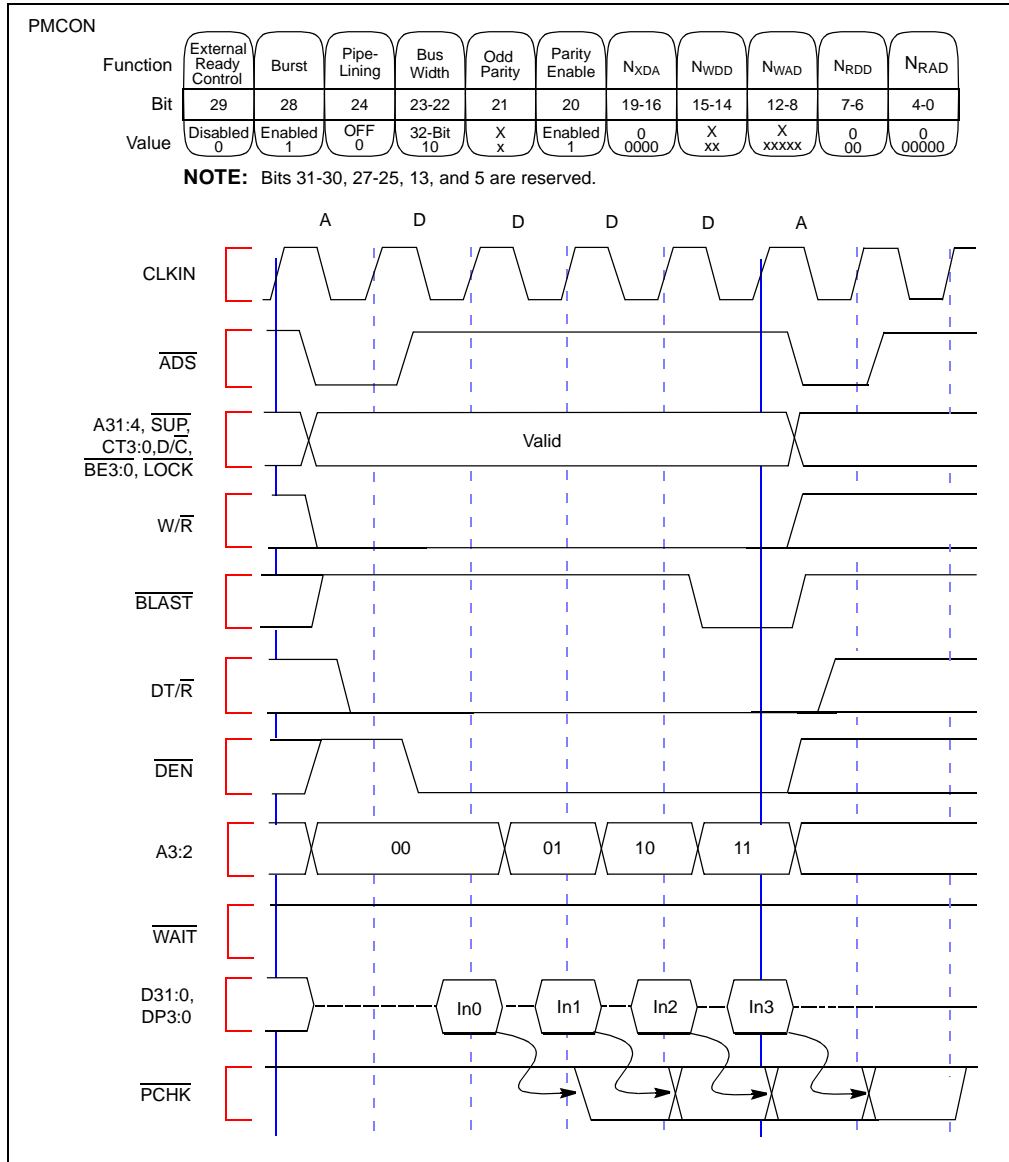 PMCON
Function External Ready Control Burst Pipe-Lining Bus Width Odd Parity Parity Enable NXDA NWDD NWAD NRDD NRAD
Bit 29 28 24 23-22 21 20 19-16 15-14 12-8 7-6 4-0
Value Disabled 0 Enabled 1 OFF 0 32-Bit 10 X x Enabled 1 0 0000 X xx X xxxxx 0 00 0 00000
NOTE: Bits 31-30, 27-25, 13, and 5 are reserved.
A D D D D A
CLKIN
ADS
A31:4, SUP,
CT3:0,D/C,
BE3:0, LOCK
Valid
W/R
BLAST
DT/R
DEN
A3:2 00 01 10 11
WAIT
D31:0,
DP3:0
In0 In1 In2 In3
PCHK